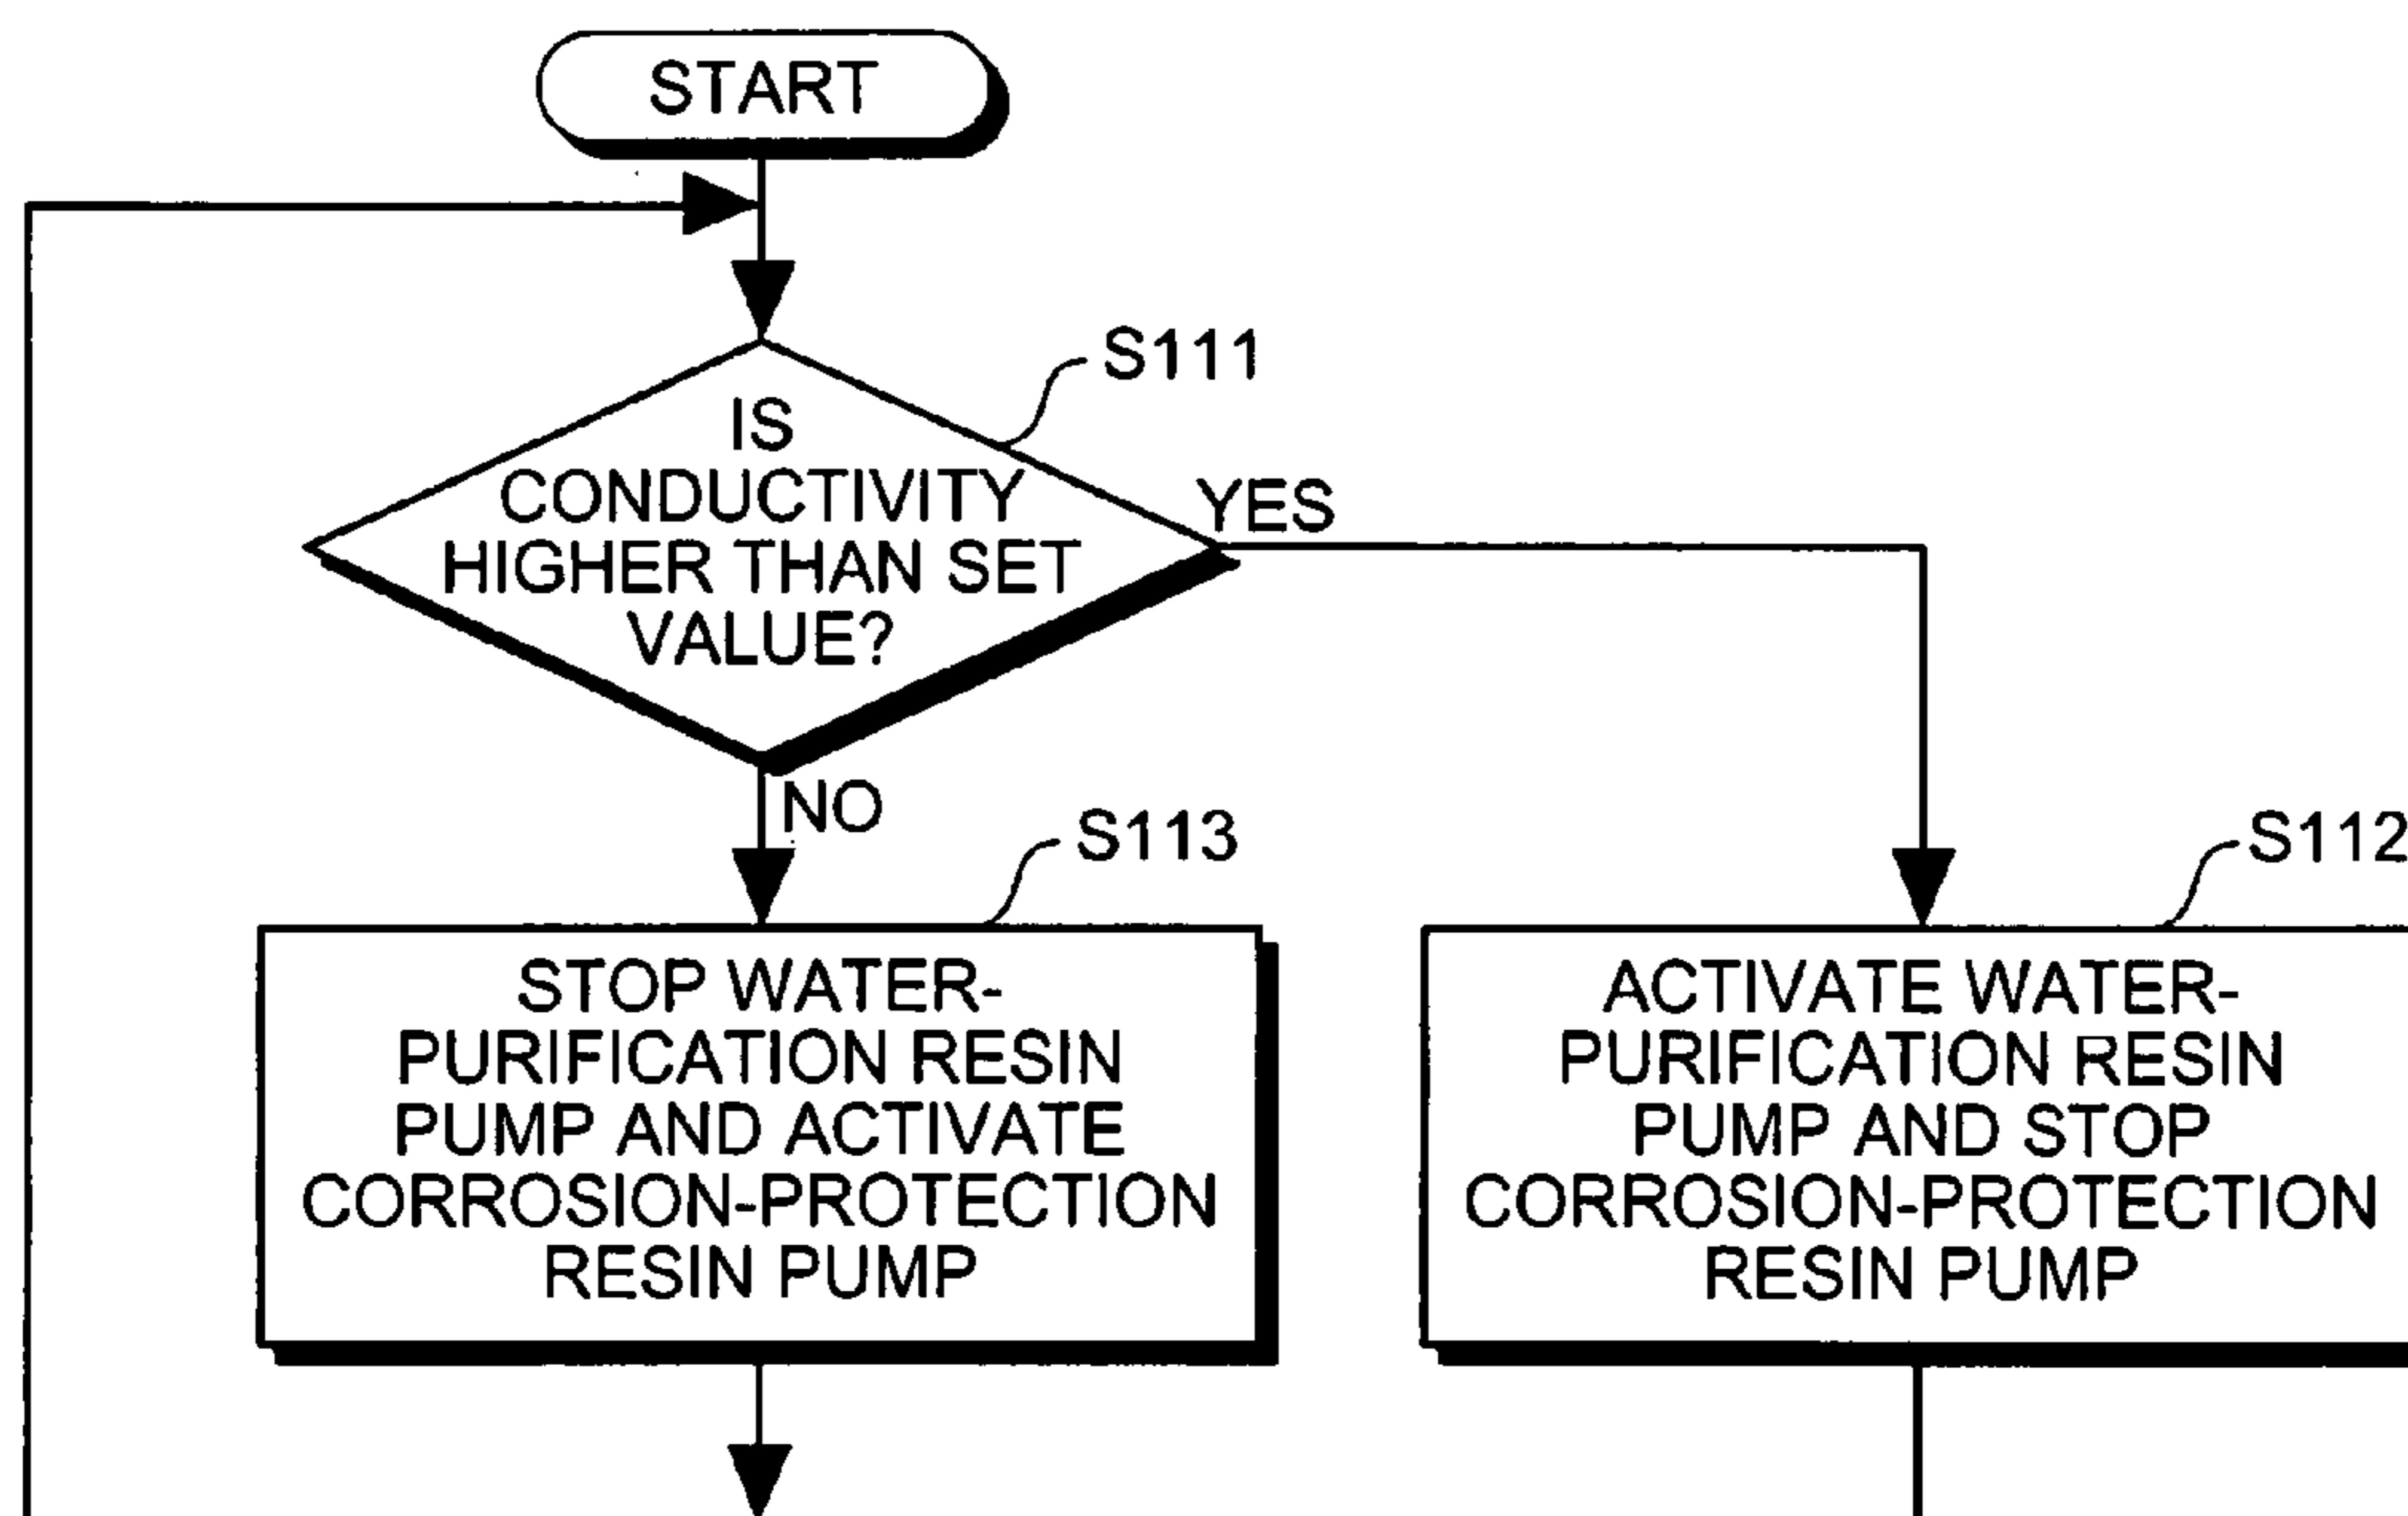 START
S111
IS
CONDUCTIVITY
HIGHER THAN SET
VALUE?
YES
NO
S113
STOP WATER-
PURIFICATION RESIN
PUMP AND ACTIVATE
CORROSION-PROTECTION
RESIN PUMP
S112
ACTIVATE WATER-
PURIFICATION RESIN
PUMP AND STOP
CORROSION-PROTECTION
RESIN PUMP